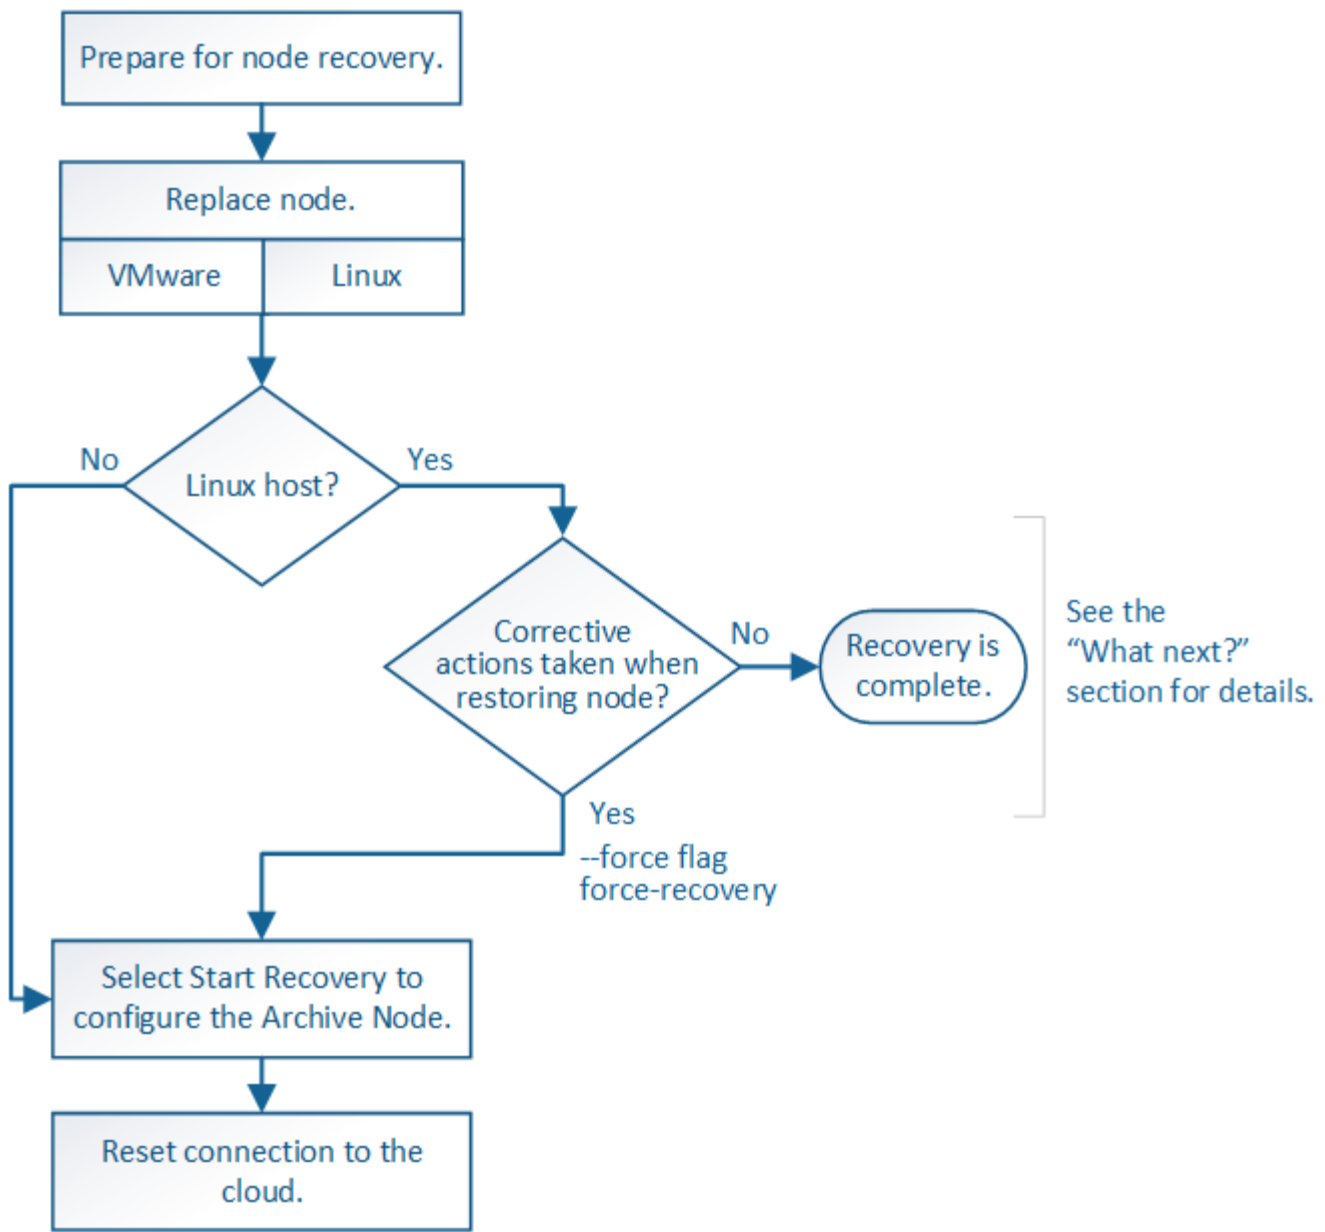 Prepare for node recovery.
Replace node.
VMware
Linux
No
Yes
Linux host?
Corrective
actions taken when
restoring node?
No
Recovery is
complete.
See the
“What next?”
section for details.
Yes
--force flag
force-recovery
Select Start Recovery to
configure the Archive Node.
Reset connection to the
cloud.